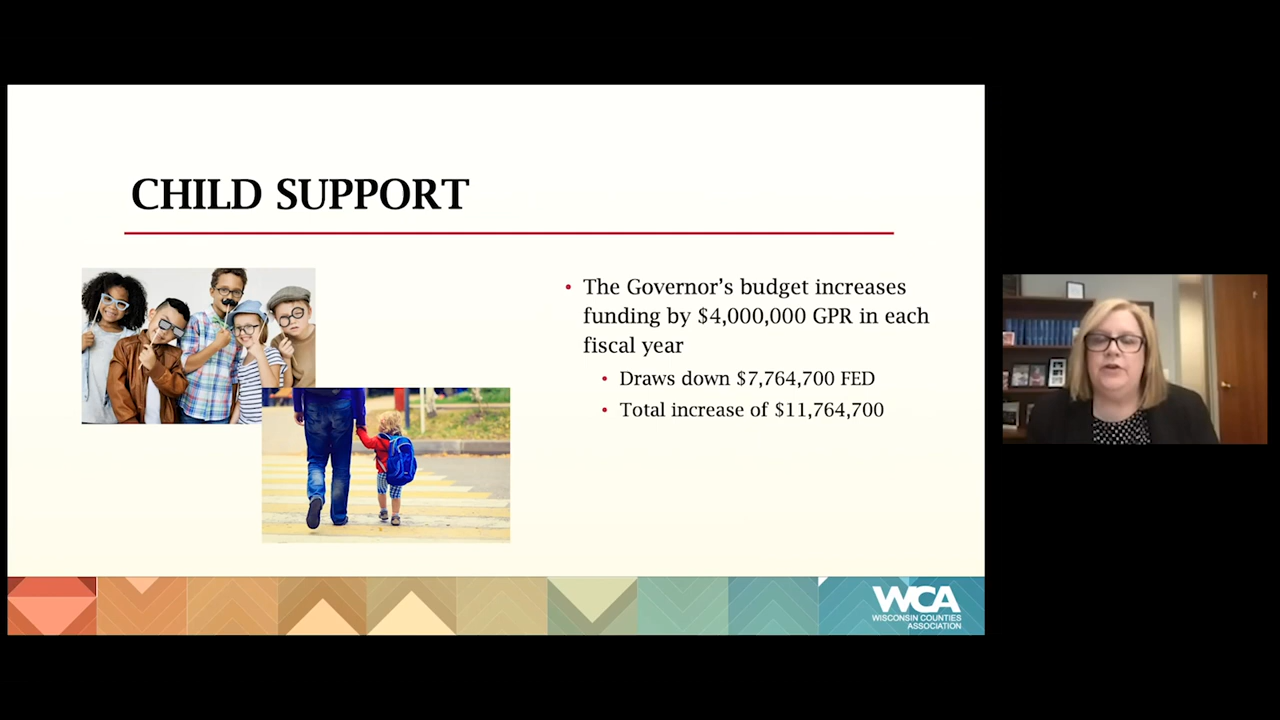 CHILD SUPPORT
• The Governor’s budget increases
funding by $4,000,000 GPR in each
fiscal year
• Draws down $7,764,700 FED
• Total increase of $11,764,700
WCA
WISCONSIN COUNTIES
ASSOCIATION